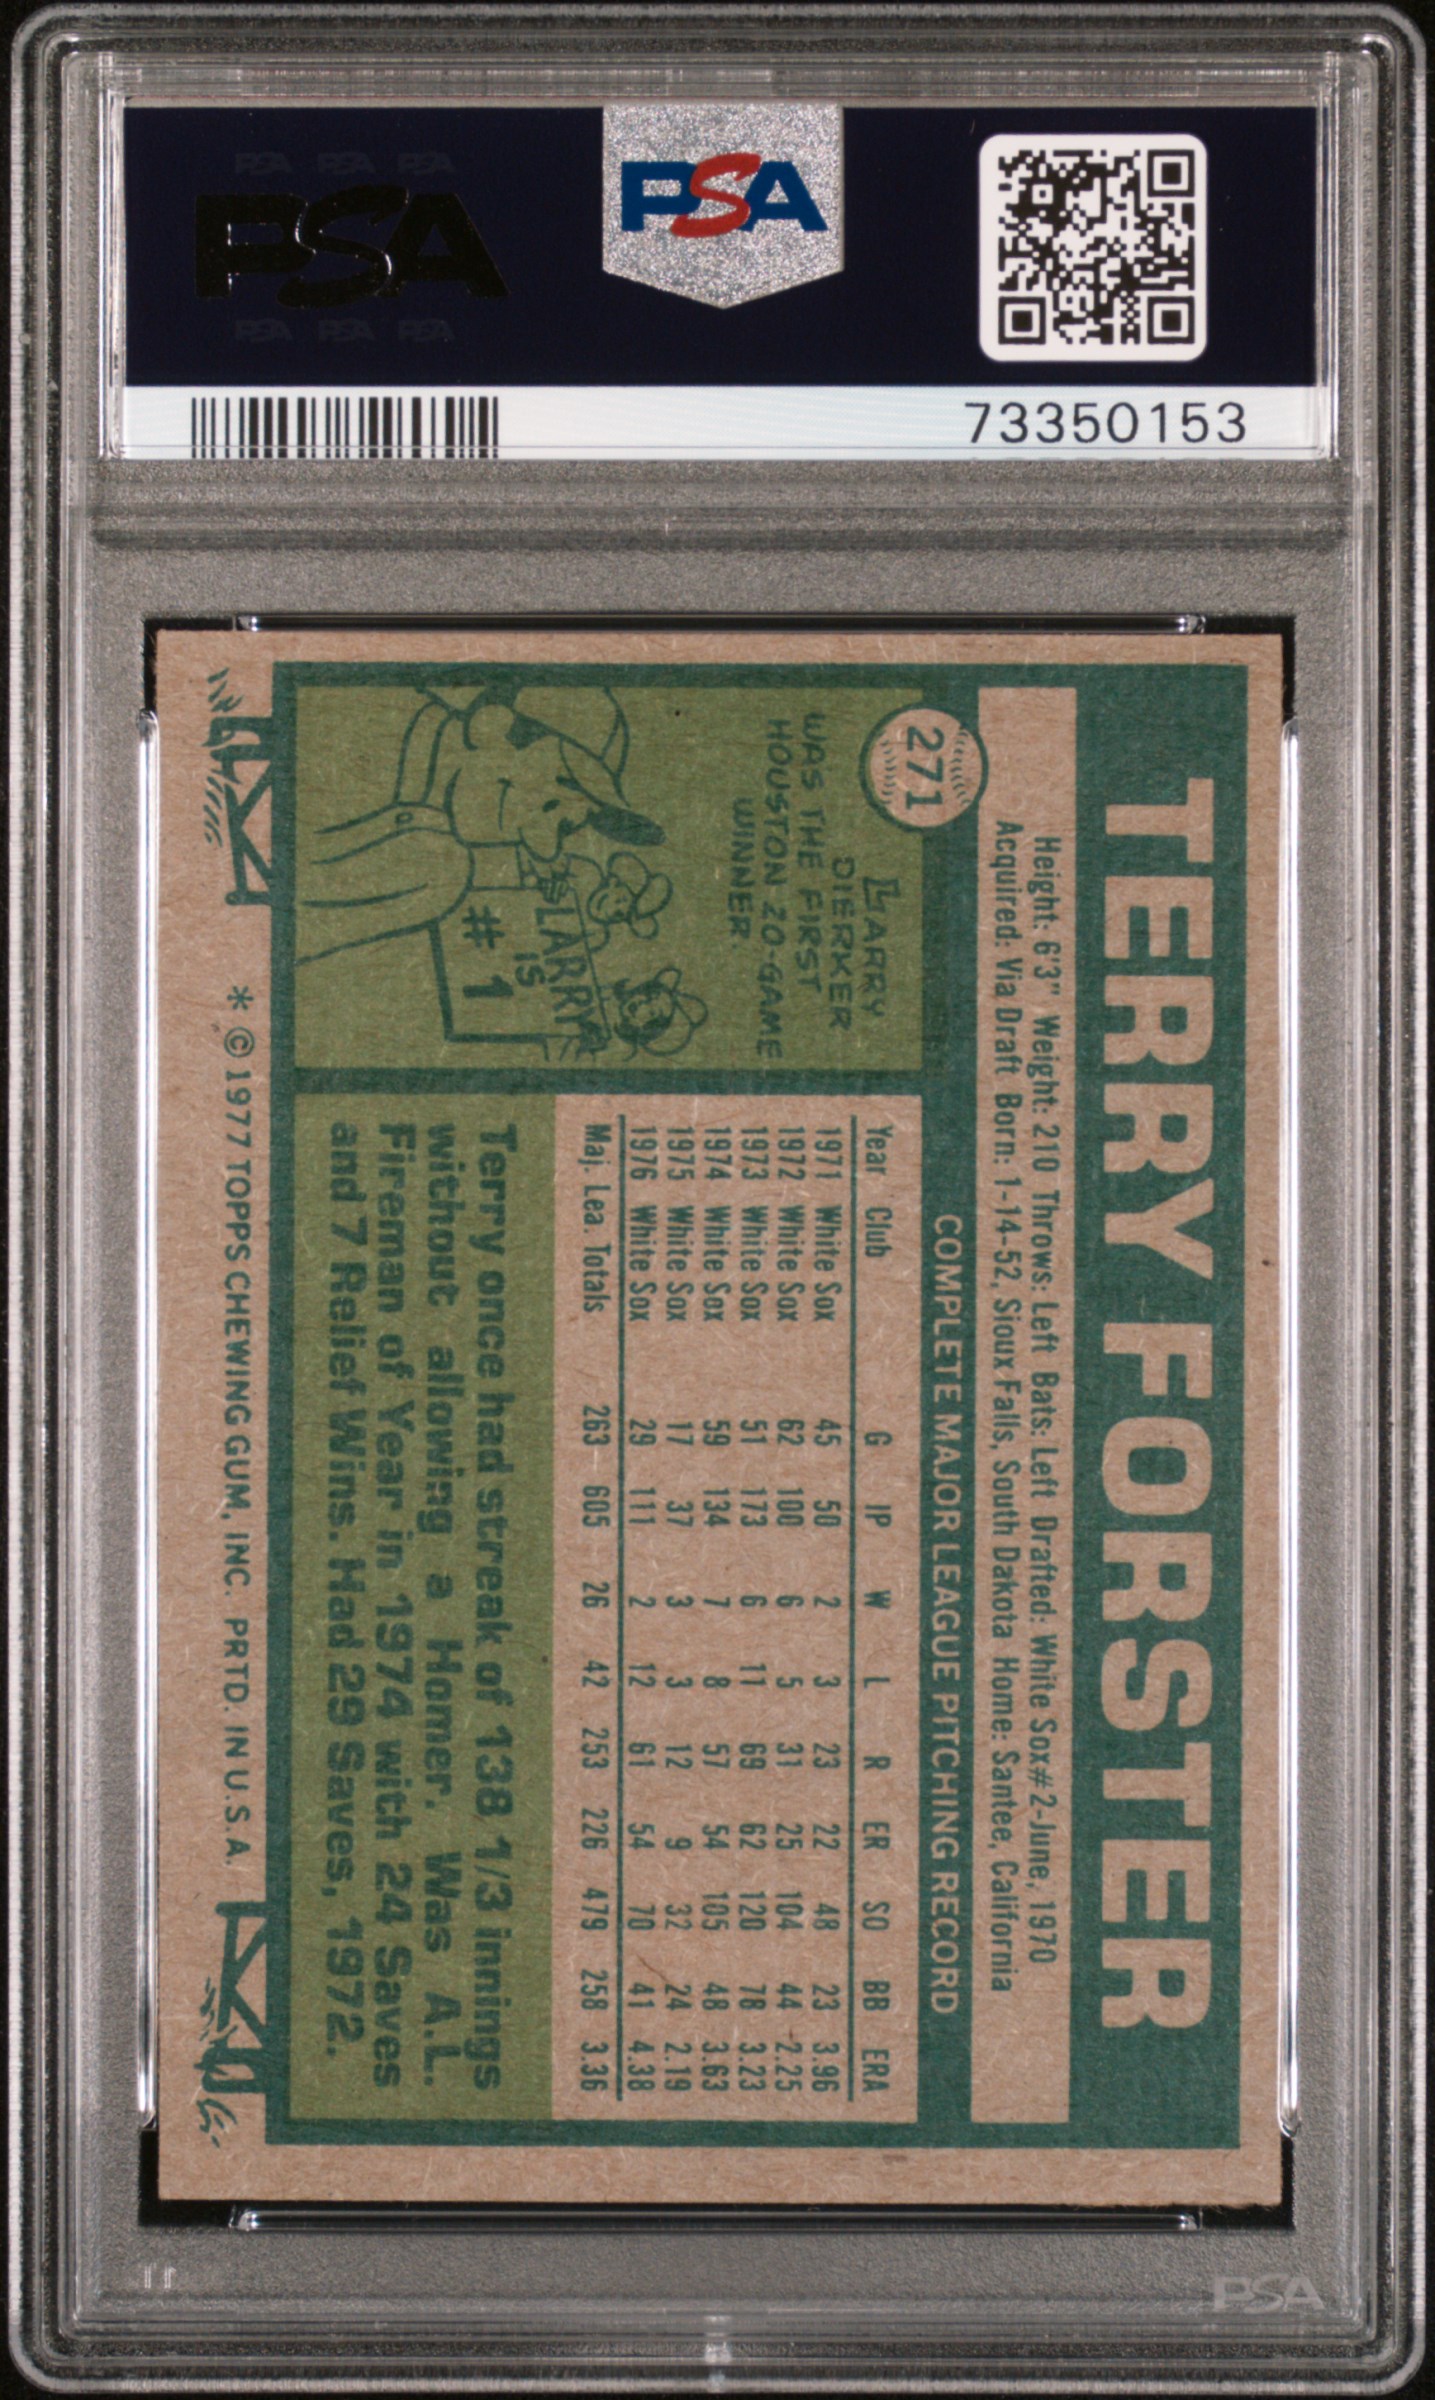 PSA PSA PSA
PSA
PSA PSA PSA
PSA
73350153
271
TERRY FORSTER
Height: 6'3" Weight: 210 Throws: Left Bats: Left Drafted: White Sox#2-June, 1970
Acquired: Via Draft Born: 1-14-52, Sioux Falls, South Dakota Home: Santee, California
COMPLETE MAJOR LEAGUE PITCHING RECORD
LARRY
DIERKER
WAS THE FIRST
HOUSTON 20-GAME
WINNER
LARRY
IS
#1
Year Club G IP W L R ER SO BB ERA
1971 White Sox 45 50 2 3 23 22 48 23 3.96
1972 White Sox 62 100 6 5 31 25 104 44 2.25
1973 White Sox 51 173 6 11 69 62 120 78 3.23
1974 White Sox 59 134 7 8 57 54 105 48 3.63
1975 White Sox 17 37 3 3 12 9 32 24 2.19
1976 White Sox 29 111 2 12 61 54 70 41 4.38
Maj. Lea. Totals 263 605 26 42 253 226 479 258 3.36
Terry once had streak of 138 1/3 innings
without allowing a Homer. Was A.L.
Fireman of Year in 1974 with 24 Saves
and 7 Relief Wins. Had 29 Saves, 1972.
* © 1977 TOPPS CHEWING GUM, INC. PRTD. IN U.S.A.
PSA